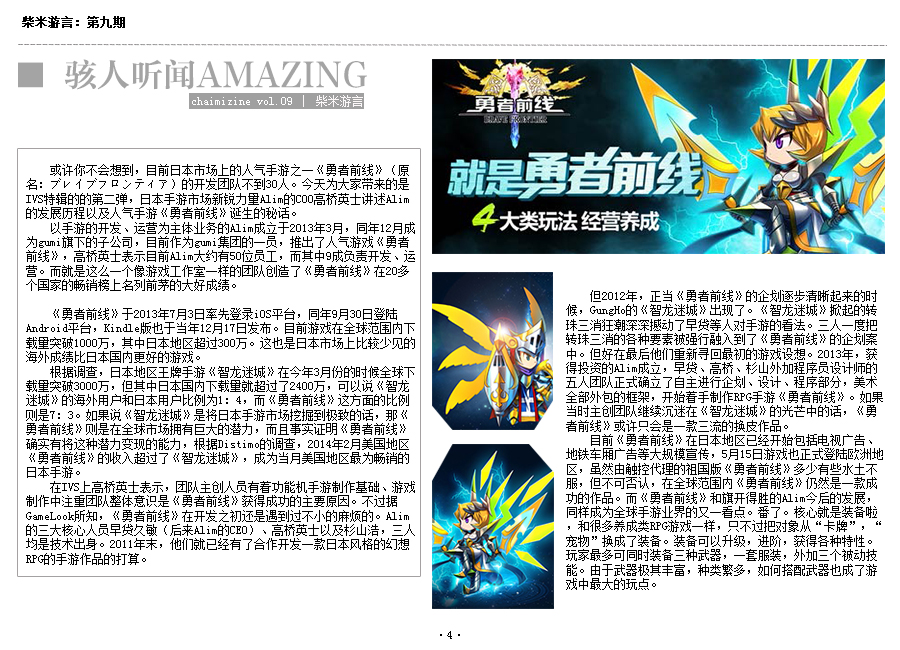 柴米游言: 第九期
骇人听闻AMAZING
chaimizine vol.09 | 柴米游言
或许你不会想到，目前日本市场上的人气手游之一《勇者前线》（原
名：ブレイブフロンティア）的开发团队不到30人。今天为大家带来的是
IVS特辑的的第二弹，日本手游市场新锐力量Alim的COO高桥英士讲述Alim
的发展历程以及人气手游《勇者前线》诞生的秘话。
以手游的开发、运营为主体业务的Alim成立于2013年3月，同年12月成
为gumi旗下的子公司，目前作为gumi集团的一员，推出了人气游戏《勇者
前线》，高桥英士表示目前Alim大约有50位员工，而其中9成负责开发、运
营。而就是这么一个像游戏工作室一样的团队创造了《勇者前线》在20多
个国家的畅销榜上名列前茅的大好成绩。
《勇者前线》于2013年7月3日率先登录iOS平台，同年9月30日登陆
Android平台，Kindle版也于当年12月17日发布。目前游戏在全球范围内下
载量突破1000万，其中日本地区超过300万。这也是日本市场上比较少见的
海外成绩比日本国内更好的游戏。
根据调查，日本地区王牌手游《智龙迷城》在今年3月份的时候全球下
载量突破3000万，但其中日本国内下载量就超过了2400万，可以说《智龙
迷城》的海外用户和日本用户比例为1：4，而《勇者前线》这方面的比例
则是7：3。如果说《智龙迷城》是将日本手游市场挖掘到极致的话，那《
勇者前线》则是在全球市场拥有巨大的潜力，而且事实证明《勇者前线》
确实有将这种潜力变现的能力，根据Distimo的调查，2014年2月美国地区
《勇者前线》的收入超过了《智龙迷城》，成为当月美国地区最为畅销的
日本手游。
在IVS上高桥英士表示，团队主创人员有着功能机手游制作基础、游戏
制作中注重团队整体意识是《勇者前线》获得成功的主要原因。不过据
GameLook所知，《勇者前线》在开发之初还是遇到过不小的麻烦的。Alim
的三大核心人员早贷久敏（后来Alim的CEO）、高桥英士以及杉山洁，三人
均是技术出身。2011年末，他们就已经有了合作开发一款日本风格的幻想
RPG的手游作品的打算。
勇者前线
BRAVE FRONTIER
就是勇者前线
4大类玩法 经营养成
但2012年，正当《勇者前线》的企划逐步清晰起来的时
候，GungHo的《智龙迷城》出现了。《智龙迷城》掀起的转
珠三消狂潮深深撼动了早贷等人对手游的看法。三人一度把
转珠三消的各种要素被强行融入到了《勇者前线》的企划案
中。但好在最后他们重新寻回最初的游戏设想。2013年，获
得投资的Alim成立，早贷、高桥、杉山外加程序员设计师的
五人团队正式确立了自主进行企划、设计、程序部分，美术
全部外包的框架，开始着手制作RPG手游《勇者前线》。如果
当时主创团队继续沉迷在《智龙迷城》的光芒中的话，《勇
者前线》或许只会是一款三流的换皮作品。
目前《勇者前线》在日本地区已经开始包括电视广告、
地铁车厢广告等大规模宣传，5月15日游戏也正式登陆欧洲地
区，虽然由触控代理的祖国版《勇者前线》多少有些水土不
服，但不可否认，在全球范围内《勇者前线》仍然是一款成
功的作品。而《勇者前线》和旗开得胜的Alim今后的发展，
同样成为全球手游业界的又一看点。番了。核心就是装备啦
，和很多养成类RPG游戏一样，只不过把对象从“卡牌”，“
宠物”换成了装备。装备可以升级，进阶，获得各种特性。
玩家最多可同时装备三种武器，一套服装，外加三个被动技
能。由于武器极其丰富，种类繁多，如何搭配武器也成了游
戏中最大的玩点。
·4·